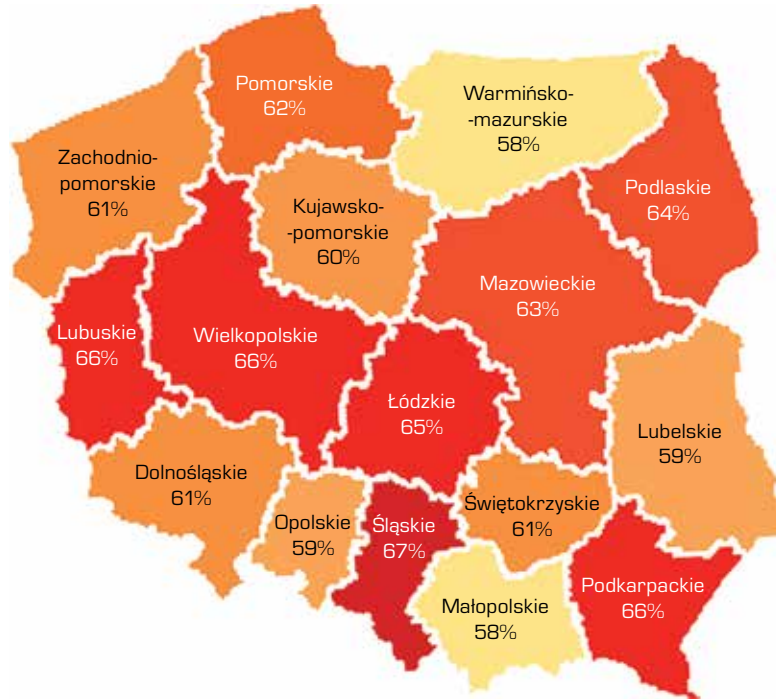 Pomorskie
62%
Warmińsko-
-mazurskie
58%
Zachodnio-
pomorskie
61%
Kujawsko-
-pomorskie
60%
Podlaskie
64%
Mazowieckie
63%
Lubuskie
66%
Wielkopolskie
66%
Łódzkie
65%
Lubelskie
59%
Dolnośląskie
61%
Opolskie
59%
Śląskie
67%
Świętokrzyskie
61%
Małopolskie
58%
Podkarpackie
66%